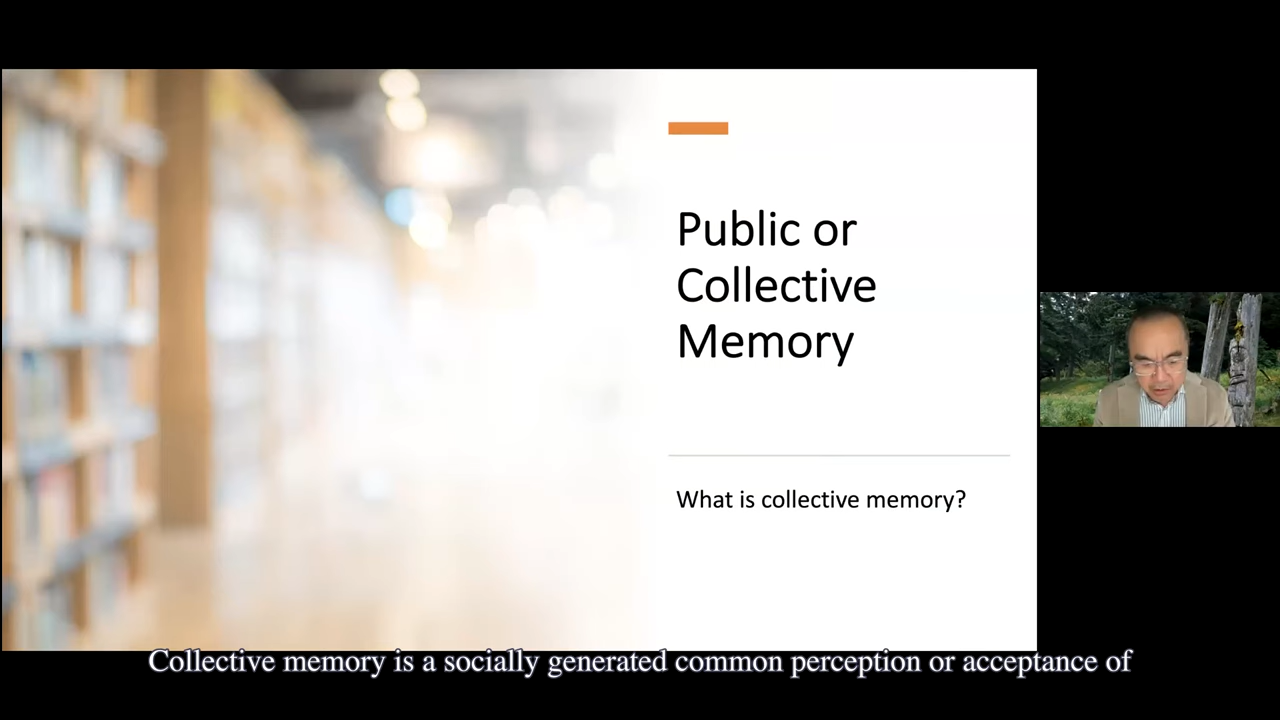 Public or
Collective
Memory
What is collective memory?
Collective memory is a socially generated common perception or acceptance of